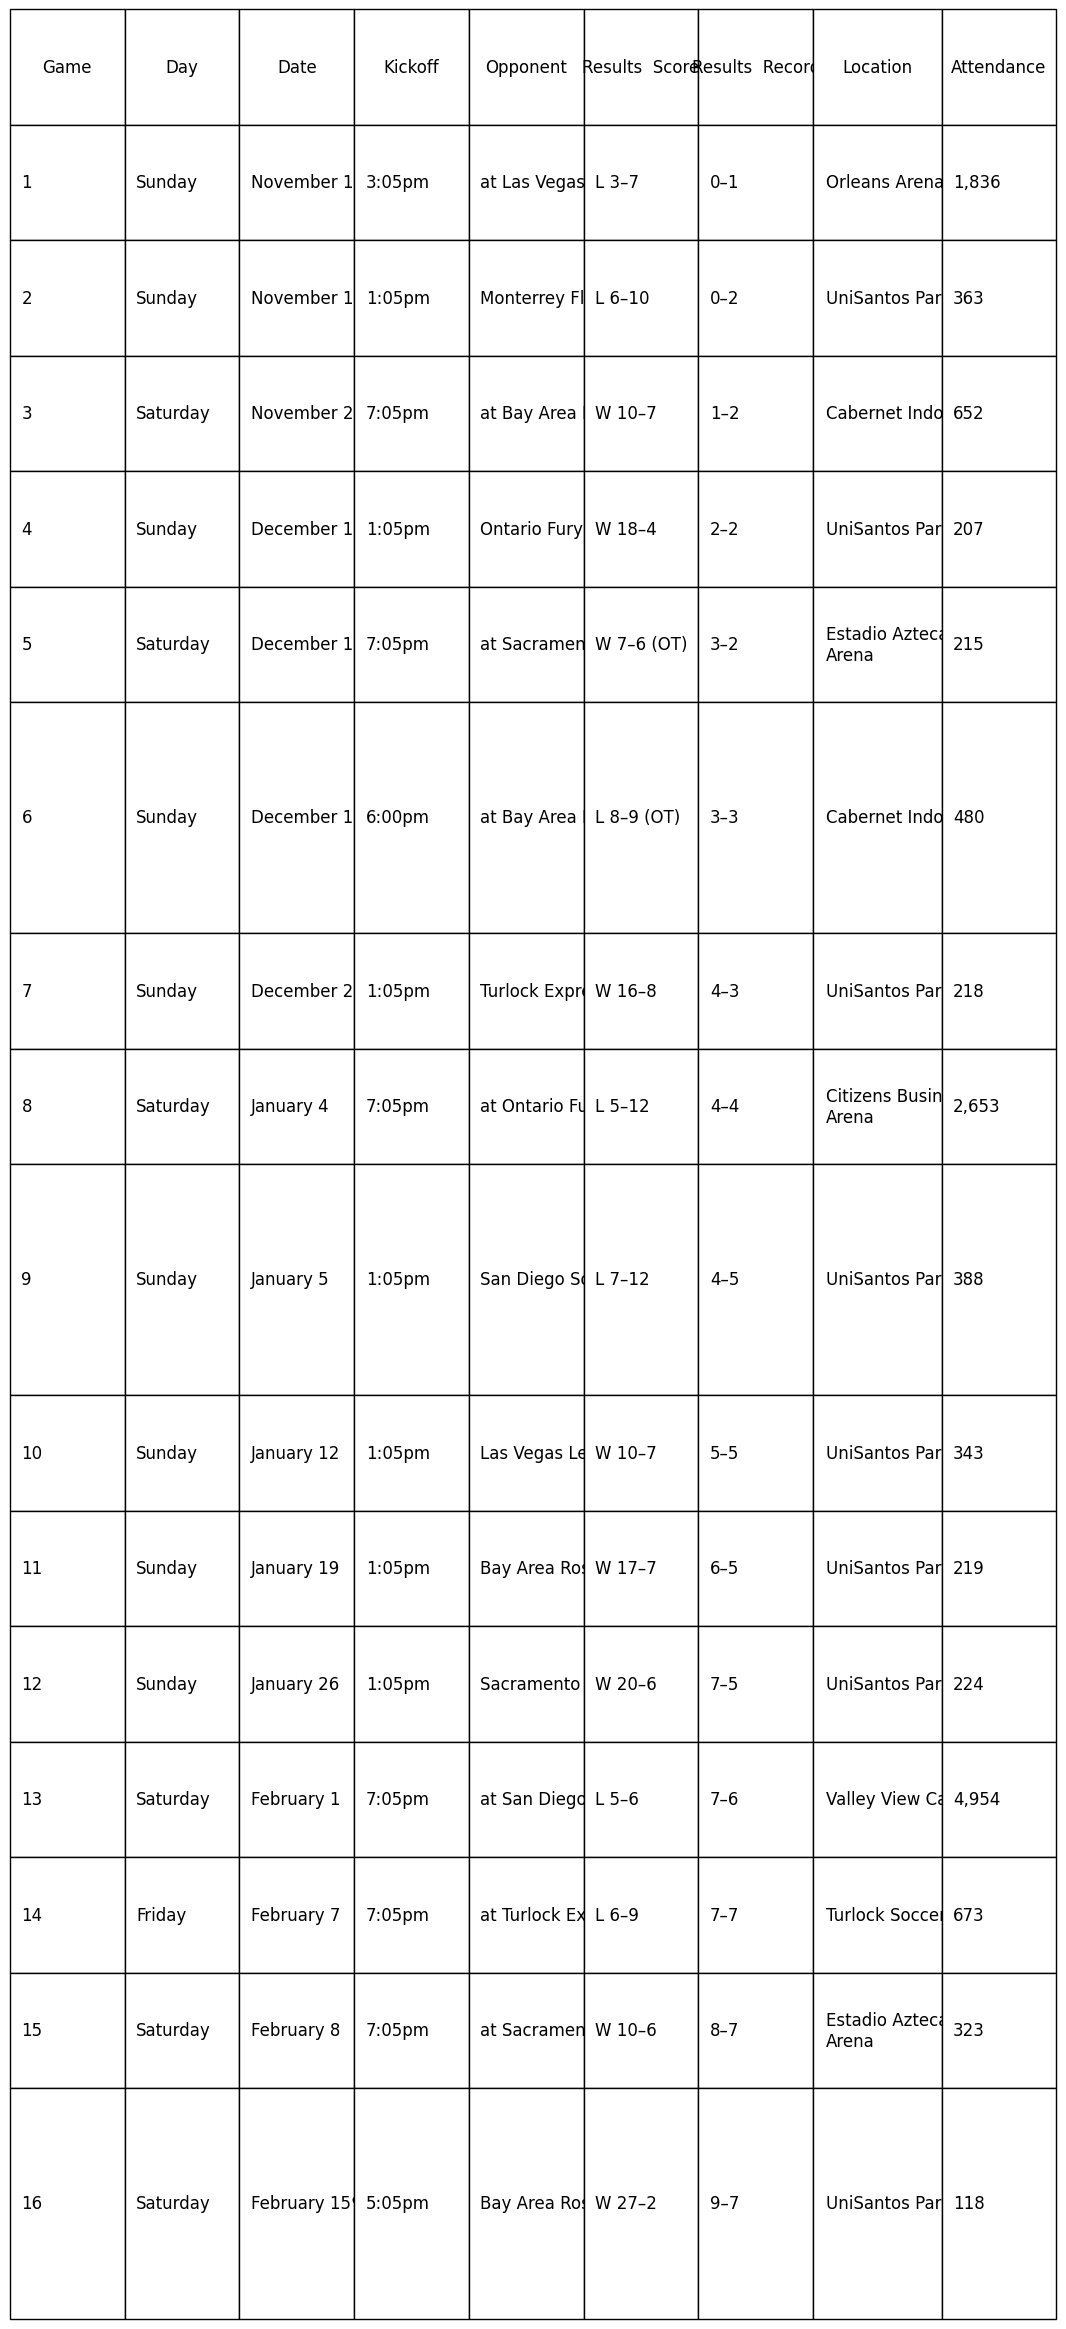 Game Day Date Kickoff Opponent Results Score Results Record Location Attendance
1 Sunday November 1 3:05pm at Las Vegas L 3–7 0–1 Orleans Arena 1,836
2 Sunday November 1 1:05pm Monterrey Fl L 6–10 0–2 UniSantos Par 363
3 Saturday November 2 7:05pm at Bay Area W 10–7 1–2 Cabernet Indo 652
4 Sunday December 1 1:05pm Ontario Fury W 18–4 2–2 UniSantos Par 207
5 Saturday December 1 7:05pm at Sacramen W 7–6 (OT) 3–2 Estadio Azteca
Arena 215
6 Sunday December 1 6:00pm at Bay Area L 8–9 (OT) 3–3 Cabernet Indo 480
7 Sunday December 2 1:05pm Turlock Expre W 16–8 4–3 UniSantos Par 218
8 Saturday January 4 7:05pm at Ontario Fu L 5–12 4–4 Citizens Busin
Arena 2,653
9 Sunday January 5 1:05pm San Diego So L 7–12 4–5 UniSantos Par 388
10 Sunday January 12 1:05pm Las Vegas Le W 10–7 5–5 UniSantos Par 343
11 Sunday January 19 1:05pm Bay Area Ros W 17–7 6–5 UniSantos Par 219
12 Sunday January 26 1:05pm Sacramento W 20–6 7–5 UniSantos Par 224
13 Saturday February 1 7:05pm at San Diego L 5–6 7–6 Valley View Ca 4,954
14 Friday February 7 7:05pm at Turlock Ex L 6–9 7–7 Turlock Soccer 673
15 Saturday February 8 7:05pm at Sacramen W 10–6 8–7 Estadio Azteca
Arena 323
16 Saturday February 15 5:05pm Bay Area Ros W 27–2 9–7 UniSantos Par 118